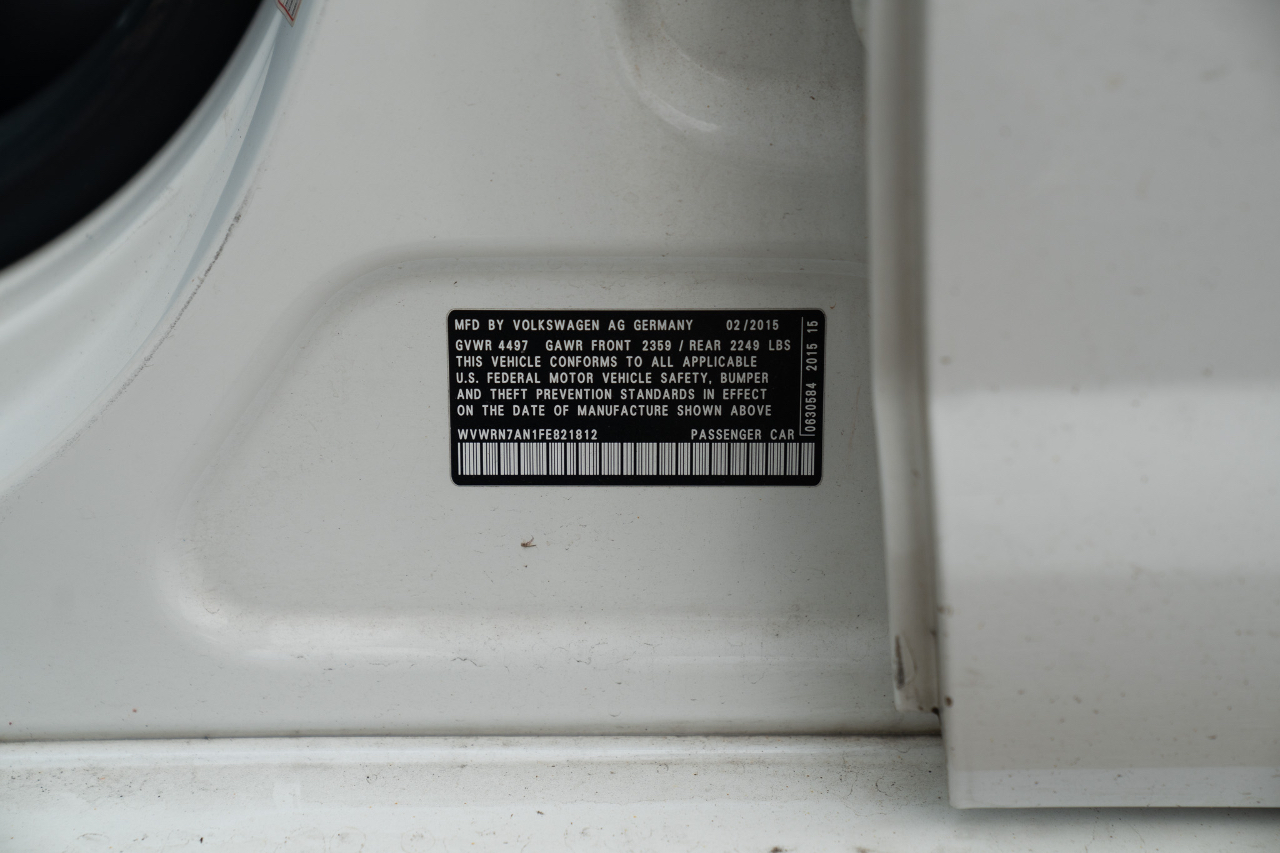 MFD BY VOLKSWAGEN AG GERMANY 02/2015
GVWR 4497 GAWR FRONT 2359 / REAR 2249 LBS
THIS VEHICLE CONFORMS TO ALL APPLICABLE
U.S. FEDERAL MOTOR VEHICLE SAFETY, BUMPER
AND THEFT PREVENTION STANDARDS IN EFFECT
ON THE DATE OF MANUFACTURE SHOWN ABOVE
WVWRN7AN1FE821812 PASSENGER CAR
0630584 2015 15